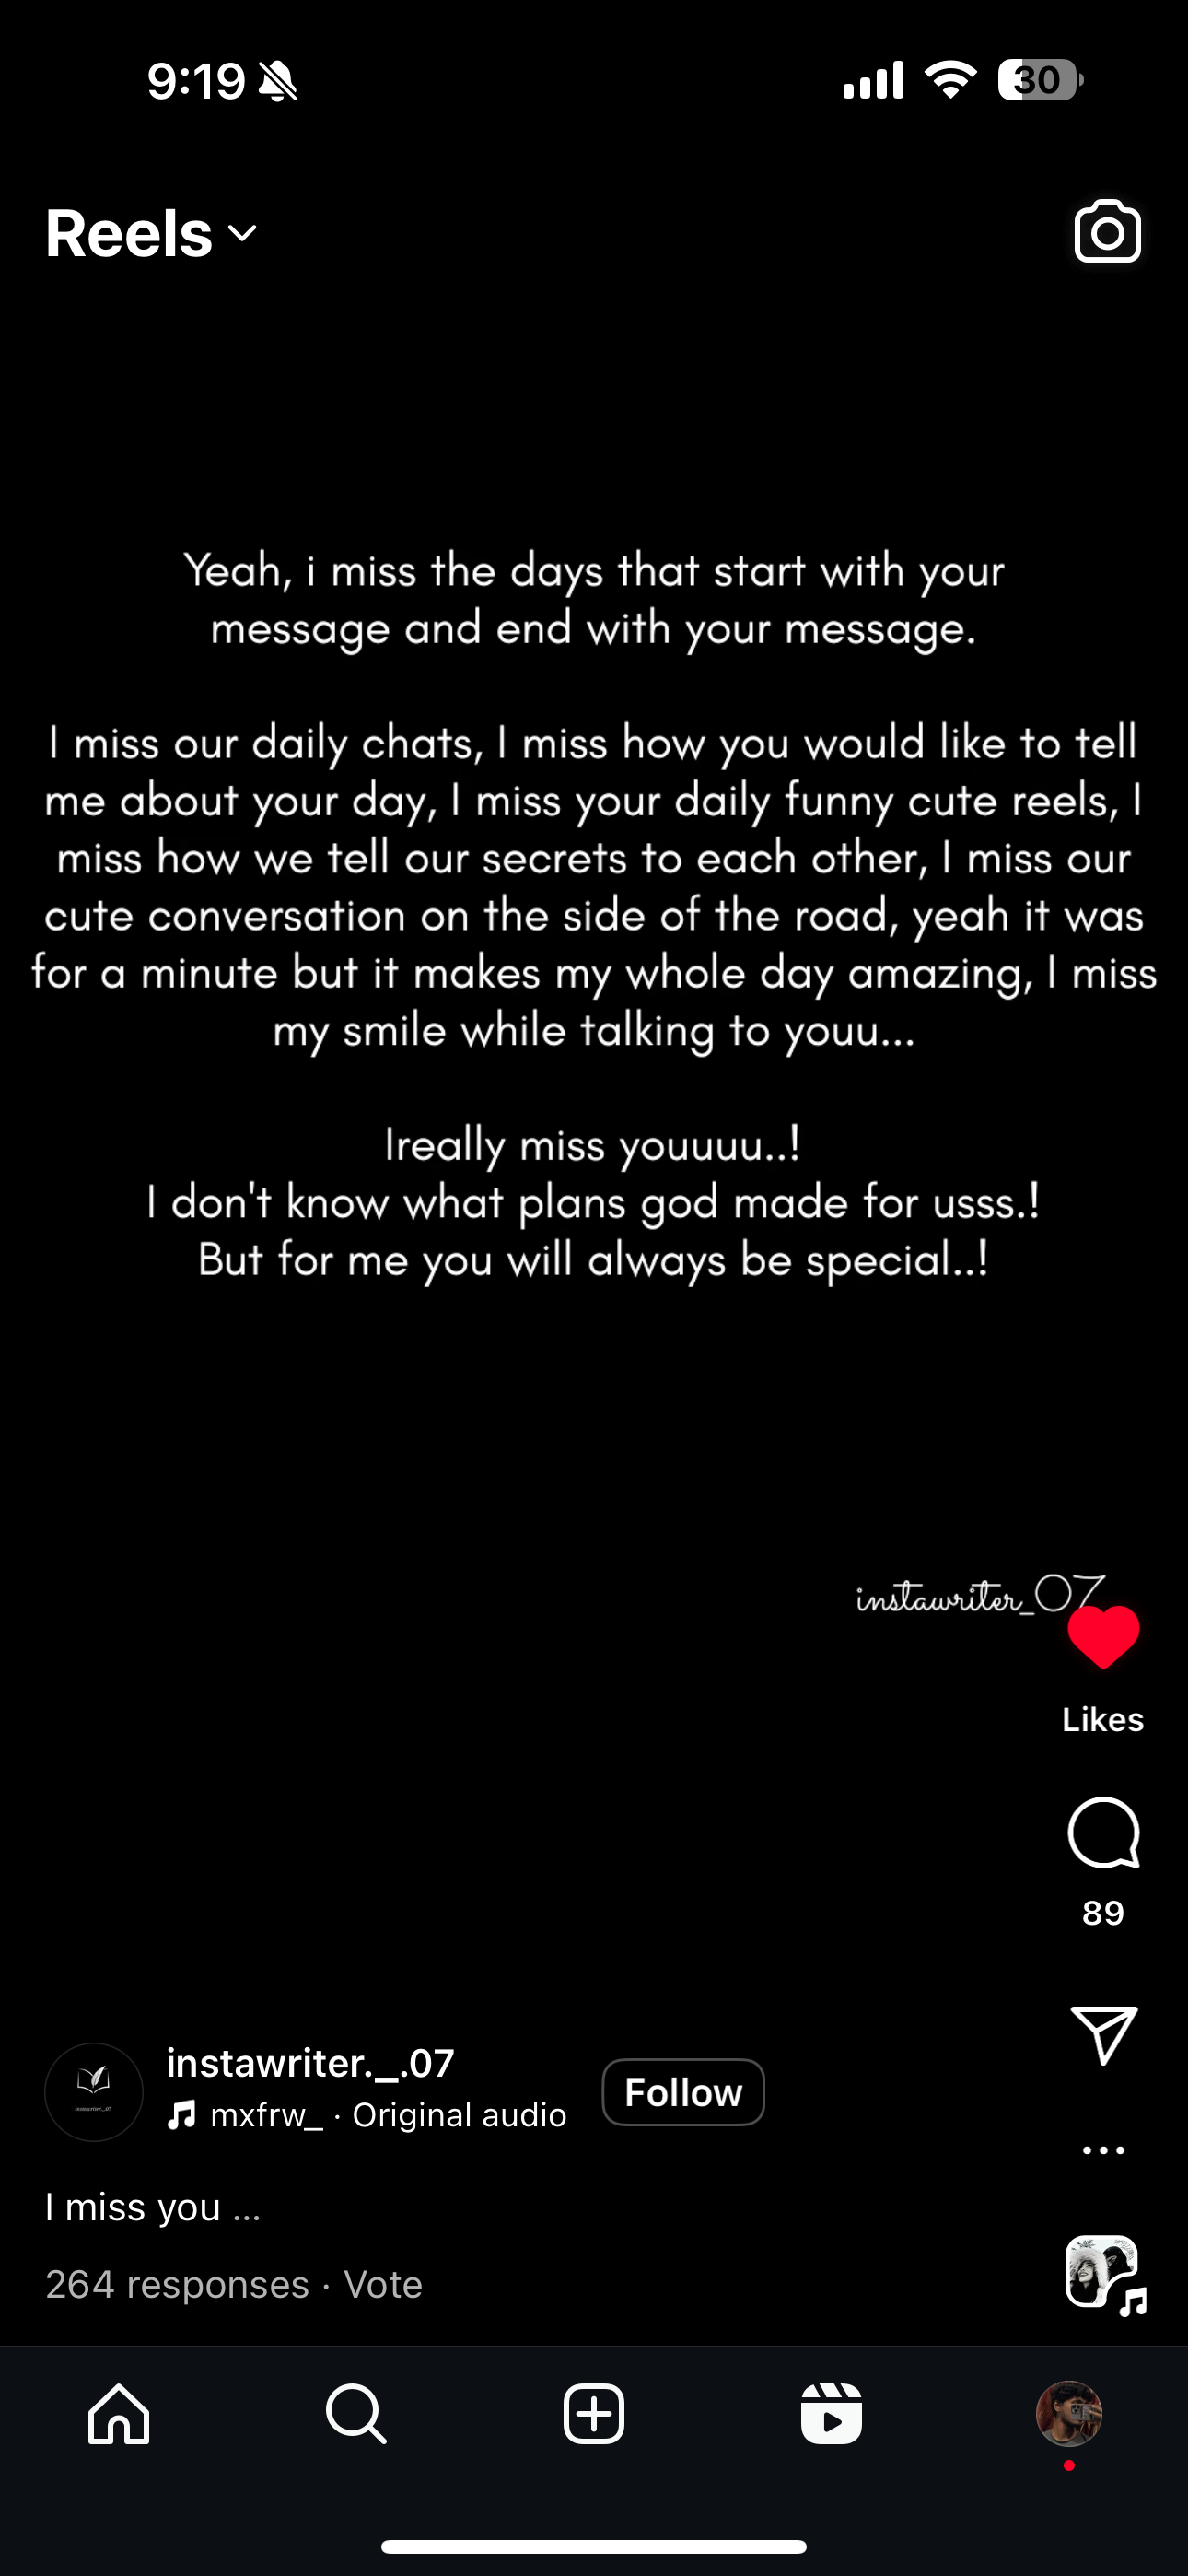 9:19
30
Reels
Yeah, i miss the days that start with your
message and end with your message.
I miss our daily chats, I miss how you would like to tell
me about your day, I miss your daily funny cute reels, I
miss how we tell our secrets to each other, I miss our
cute conversation on the side of the road, yeah it was
for a minute but it makes my whole day amazing, I miss
my smile while talking to youu...
Ireally miss youuuu..!
I don't know what plans god made for usss.!
But for me you will always be special..!
instawriter_07
Likes
89
instawriter._.07
mxfrw_ · Original audio
Follow
I miss you ...
264 responses · Vote